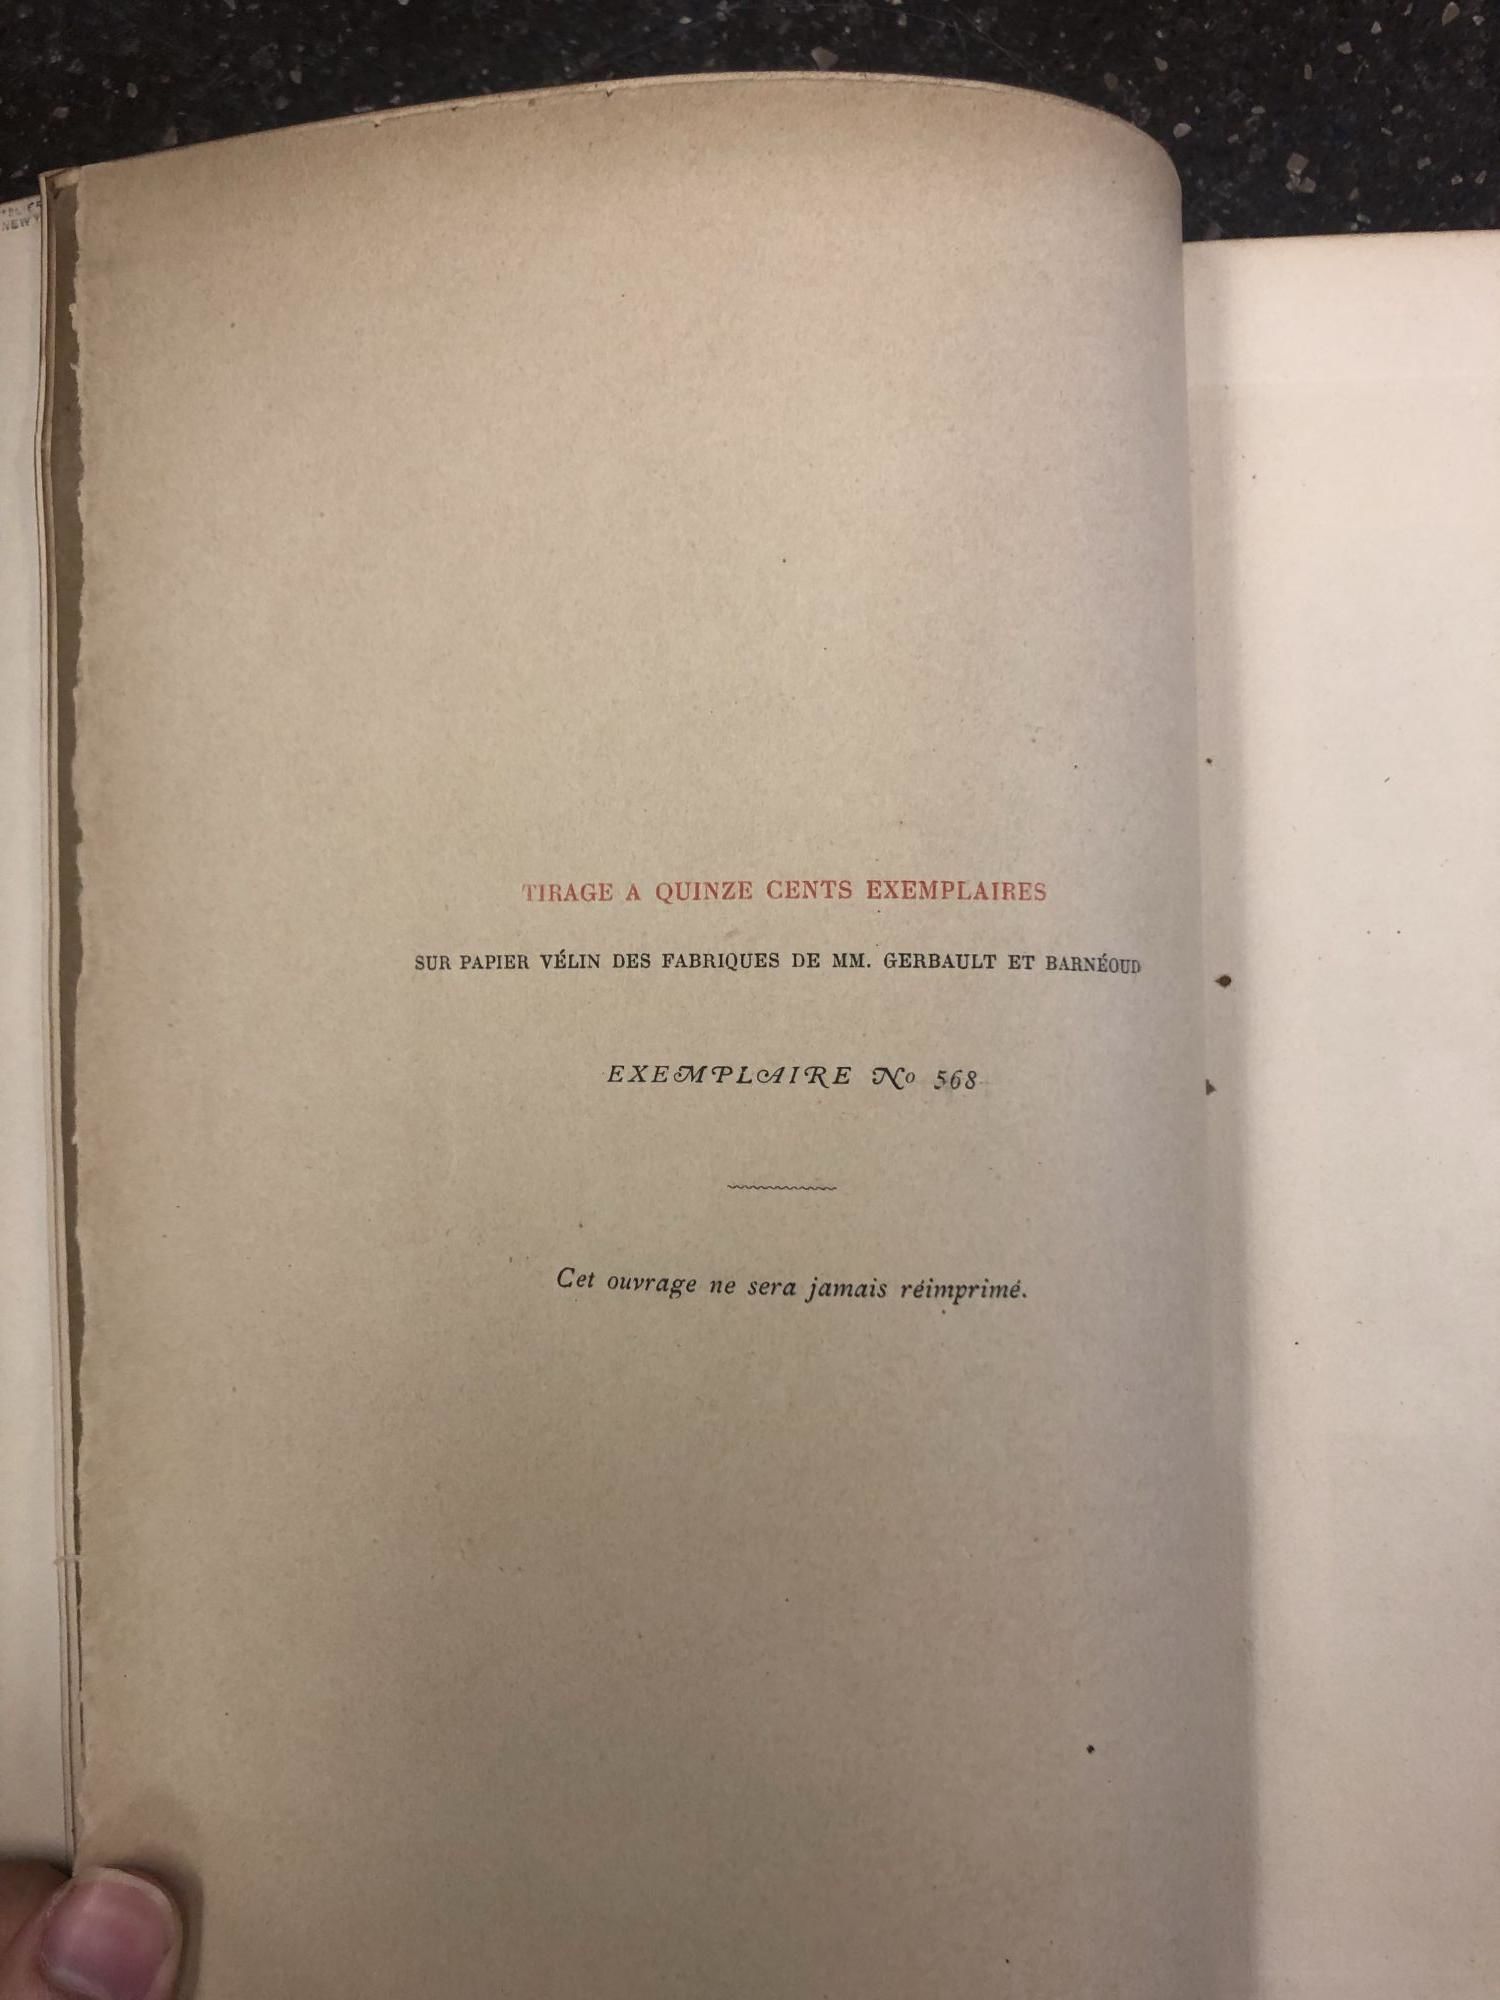 TIRAGE A QUINZE CENTS EXEMPLAIRES
SUR PAPIER VÉLIN DES FABRIQUES DE MM. GERBAULT ET BARNÉOUD
EXEMPLAIRE No 568
Cet ouvrage ne sera jamais réimprimé.
NEW